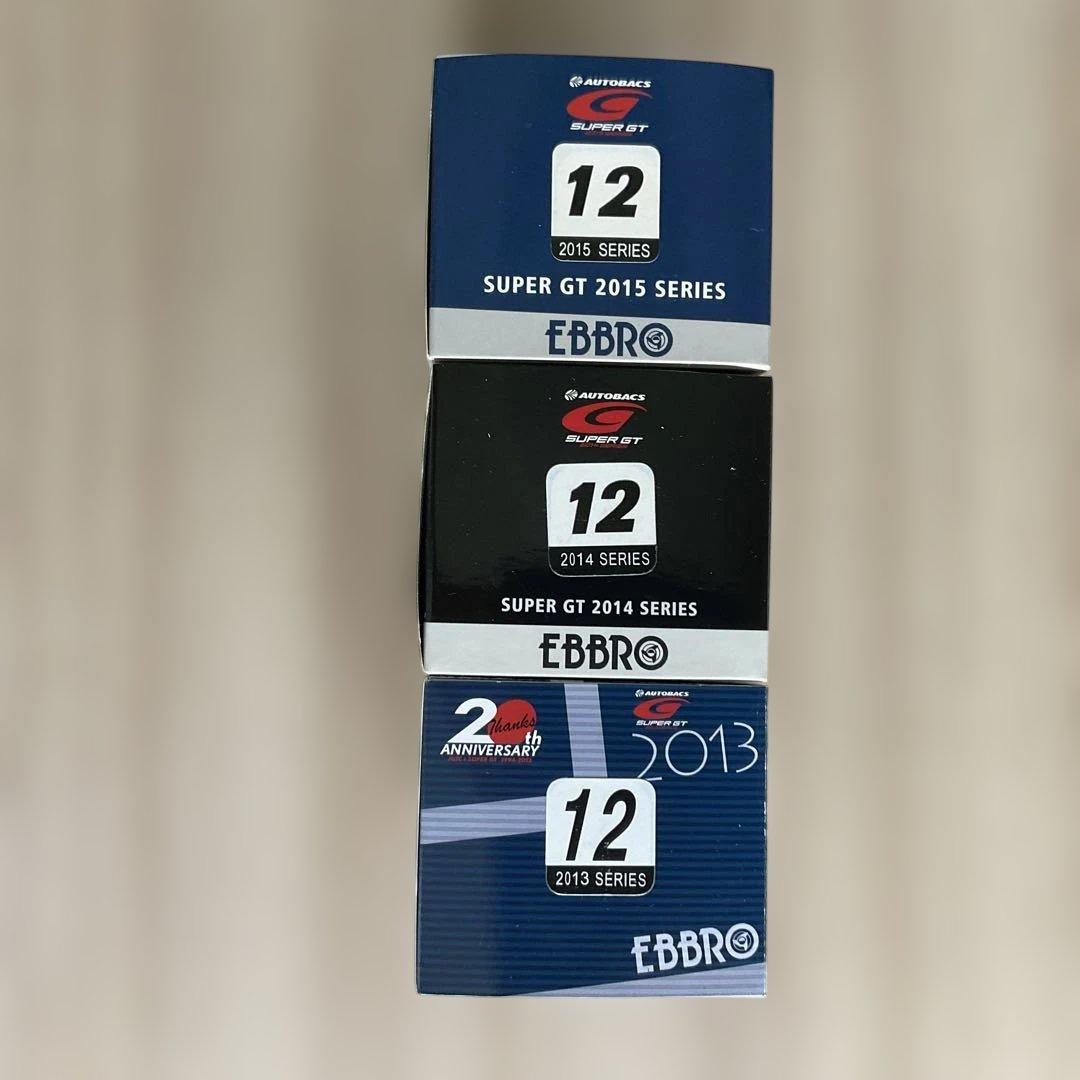 AUTOBACS
SUPER GT
12
2015 SERIES
SUPER GT 2015 SERIES
EBBRO
AUTOBACS
SUPER GT
12
2014 SERIES
SUPER GT 2014 SERIES
EBBRO
20th
Thanks
ANNIVERSARY
AUTOBACS
SUPER GT
2013
12
2013 SERIES
EBBRO